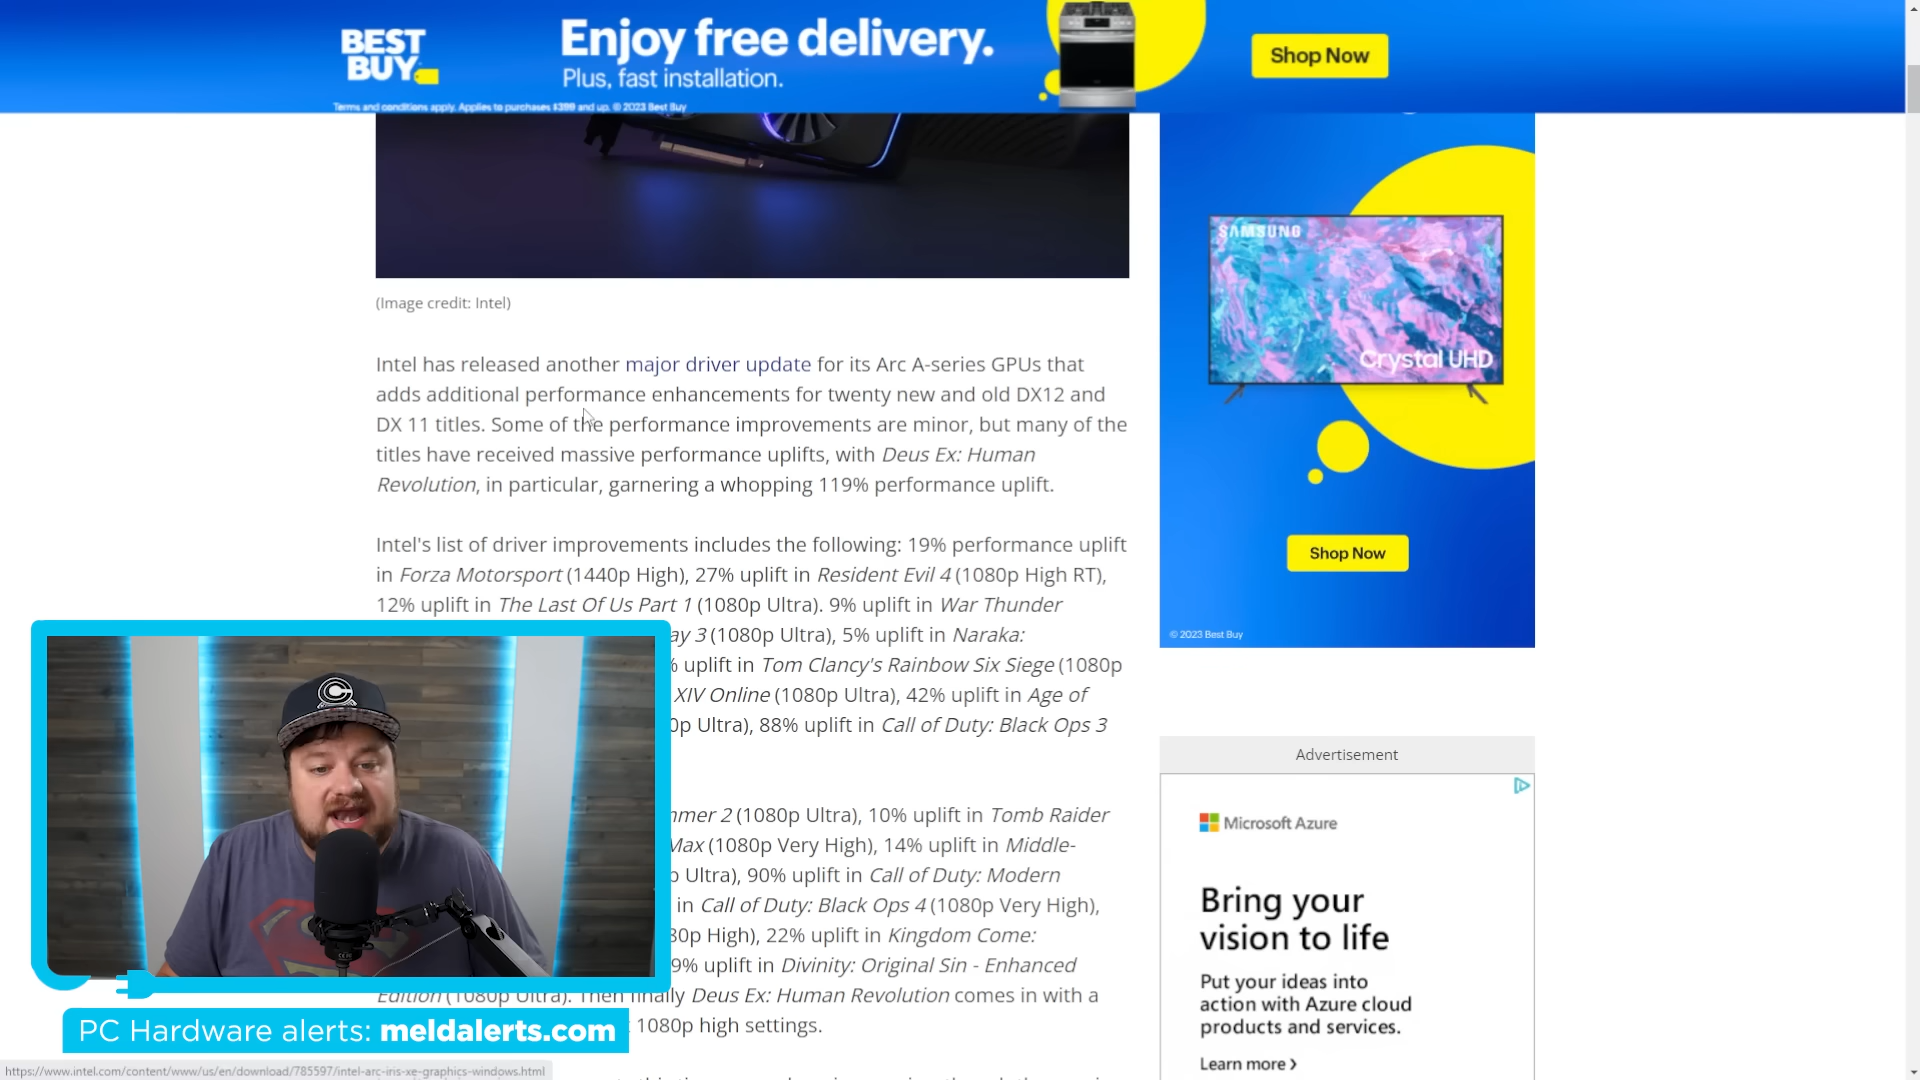 BEST
BUY
Enjoy free delivery.
Plus, fast installation.
Shop Now
Terms and conditions apply. Applies to purchases $399 and up. © 2023 Best Buy
(Image credit: Intel)
Intel has released another major driver update for its Arc A-series GPUs that
adds additional performance enhancements for twenty new and old DX12 and
DX 11 titles. Some of the performance improvements are minor, but many of the
titles have received massive performance uplifts, with Deus Ex: Human
Revolution, in particular, garnering a whopping 119% performance uplift.
Intel's list of driver improvements includes the following: 19% performance uplift
in Forza Motorsport (1440p High), 27% uplift in Resident Evil 4 (1080p High RT),
12% uplift in The Last Of Us Part 1 (1080p Ultra). 9% uplift in War Thunder
ay 3 (1080p Ultra), 5% uplift in Naraka:
% uplift in Tom Clancy's Rainbow Six Siege (1080p
XIV Online (1080p Ultra), 42% uplift in Age of
0p Ultra), 88% uplift in Call of Duty: Black Ops 3
mmer 2 (1080p Ultra), 10% uplift in Tomb Raider
Max (1080p Very High), 14% uplift in Middle-
p Ultra), 90% uplift in Call of Duty: Modern
in Call of Duty: Black Ops 4 (1080p Very High),
80p High), 22% uplift in Kingdom Come:
9% uplift in Divinity: Original Sin - Enhanced
Edition (1080p Ultra). Then finally Deus Ex: Human Revolution comes in with a
1080p high settings.
SAMSUNG
Crystal UHD
Shop Now
© 2023 Best Buy
Advertisement
Microsoft Azure
Bring your
vision to life
Put your ideas into
action with Azure cloud
products and services.
Learn more >
PC Hardware alerts: meldalerts.com
https://www.intel.com/content/www/us/en/download/785597/intel-arc-iris-xe-graphics-windows.html